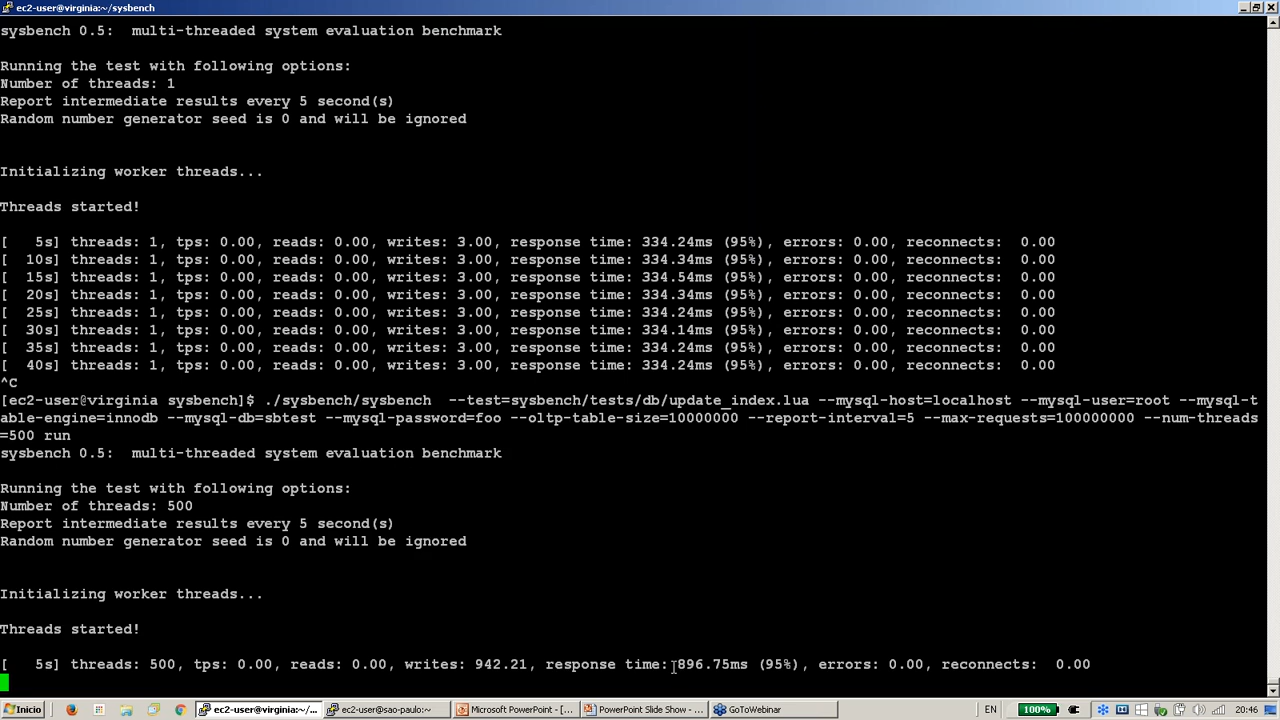 ec2-user@virginia:~/sysbench
sysbench 0.5:  multi-threaded system evaluation benchmark
Running the test with following options:
Number of threads: 1
Report intermediate results every 5 second(s)
Random number generator seed is 0 and will be ignored
Initializing worker threads...
Threads started!
[   5s] threads: 1, tps: 0.00, reads: 0.00, writes: 3.00, response time: 334.24ms (95%), errors: 0.00, reconnects:  0.00
[  10s] threads: 1, tps: 0.00, reads: 0.00, writes: 3.00, response time: 334.34ms (95%), errors: 0.00, reconnects:  0.00
[  15s] threads: 1, tps: 0.00, reads: 0.00, writes: 3.00, response time: 334.54ms (95%), errors: 0.00, reconnects:  0.00
[  20s] threads: 1, tps: 0.00, reads: 0.00, writes: 3.00, response time: 334.34ms (95%), errors: 0.00, reconnects:  0.00
[  25s] threads: 1, tps: 0.00, reads: 0.00, writes: 3.00, response time: 334.24ms (95%), errors: 0.00, reconnects:  0.00
[  30s] threads: 1, tps: 0.00, reads: 0.00, writes: 3.00, response time: 334.14ms (95%), errors: 0.00, reconnects:  0.00
[  35s] threads: 1, tps: 0.00, reads: 0.00, writes: 3.00, response time: 334.24ms (95%), errors: 0.00, reconnects:  0.00
[  40s] threads: 1, tps: 0.00, reads: 0.00, writes: 3.00, response time: 334.24ms (95%), errors: 0.00, reconnects:  0.00
^C
[ec2-user@virginia sysbench]$ ./sysbench/sysbench  --test=sysbench/tests/db/update_index.lua --mysql-host=localhost --mysql-user=root --mysql-t
able-engine=innodb --mysql-db=sbtest --mysql-password=foo --oltp-table-size=10000000 --report-interval=5 --max-requests=100000000 --num-threads
=500 run
sysbench 0.5:  multi-threaded system evaluation benchmark
Running the test with following options:
Number of threads: 500
Report intermediate results every 5 second(s)
Random number generator seed is 0 and will be ignored
Initializing worker threads...
Threads started!
[   5s] threads: 500, tps: 0.00, reads: 0.00, writes: 942.21, response time: 896.75ms (95%), errors: 0.00, reconnects:  0.00
Inicio ec2-user@virginia:~/... ec2-user@sao-paulo:~ Microsoft PowerPoint - [... PowerPoint Slide Show - ... GoToWebinar EN 100% 20:46